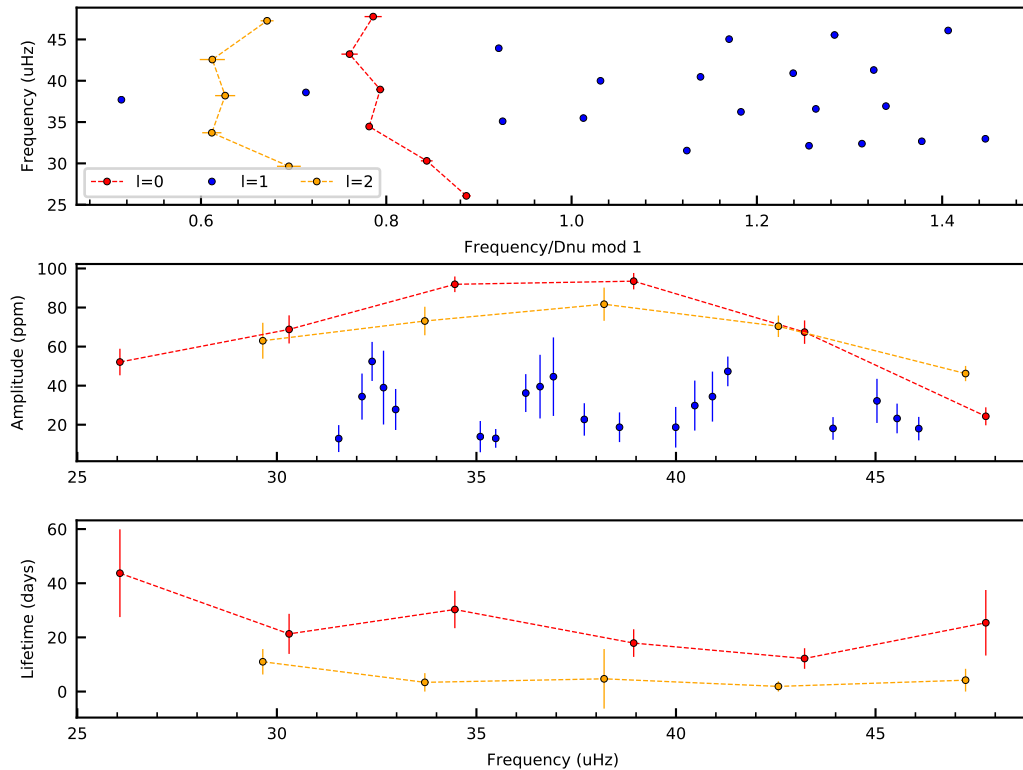 Frequency (uHz)
45
40
35
30
25
l=0 l=1 l=2
0.6 0.8 1.0 1.2 1.4
Frequency/Dnu mod 1
Amplitude (ppm)
100
80
60
40
20
25 30 35 40 45
Lifetime (days)
60
40
20
0
25 30 35 40 45
Frequency (uHz)